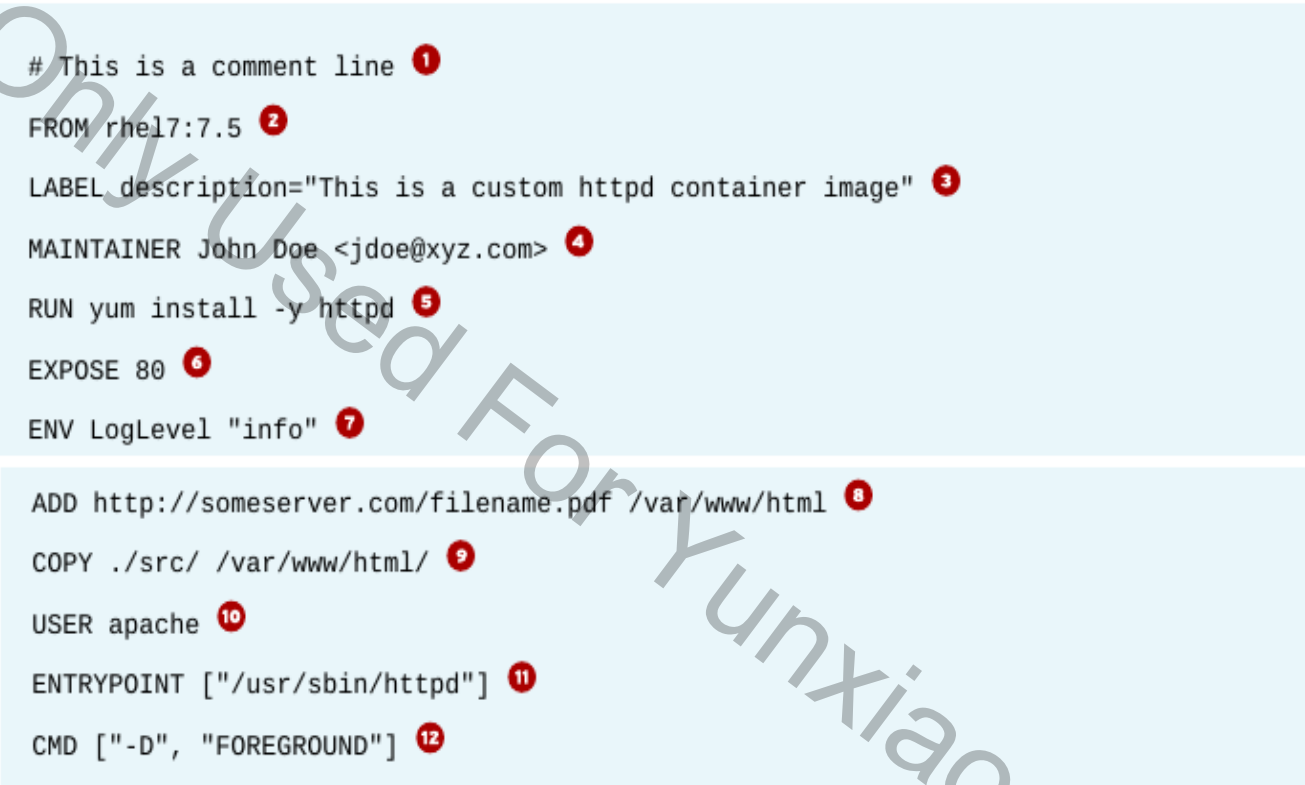 # This is a comment line 1
FROM rhel7:7.5 2
LABEL description="This is a custom httpd container image" 3
MAINTAINER John Doe <jdoe@xyz.com> 4
RUN yum install -y httpd 5
EXPOSE 80 6
ENV LogLevel "info" 7
ADD http://someserver.com/filename.pdf /var/www/html 8
COPY ./src/ /var/www/html/ 9
USER apache 10
ENTRYPOINT ["/usr/sbin/httpd"] 11
CMD ["-D", "FOREGROUND"] 12
Only Used For Yunxiao